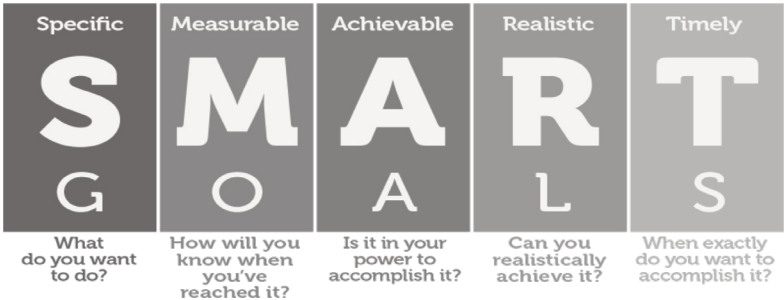 Specific Measurable Achievable Realistic Timely
S M A R T
G O A L S
What
do you want
to do?
How will you
know when
you've
reached it?
Is it in your
power to
accomplish it?
Can you
realistically
achieve it?
When exactly
do you want to
accomplish it?